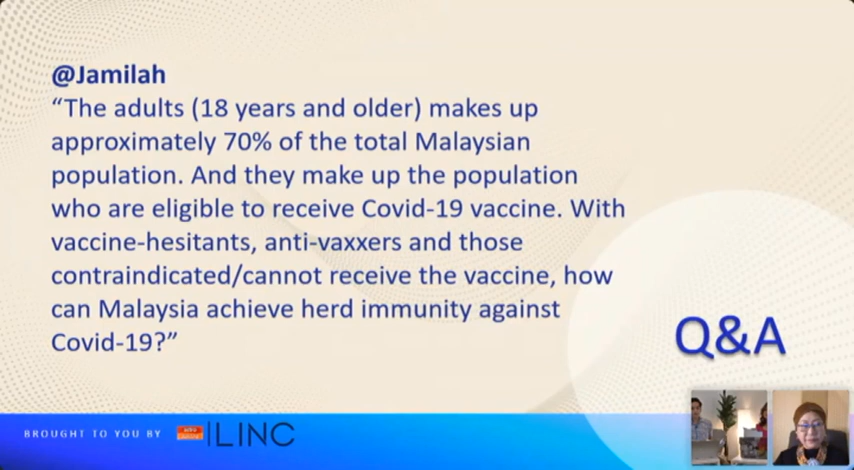 @Jamilah
“The adults (18 years and older) makes up
approximately 70% of the total Malaysian
population. And they make up the population
who are eligible to receive Covid-19 vaccine. With
vaccine-hesitants, anti-vaxxers and those
contraindicated/cannot receive the vaccine, how
can Malaysia achieve herd immunity against
Covid-19?”
Q&A
BROUGHT TO YOU BY
ILINC